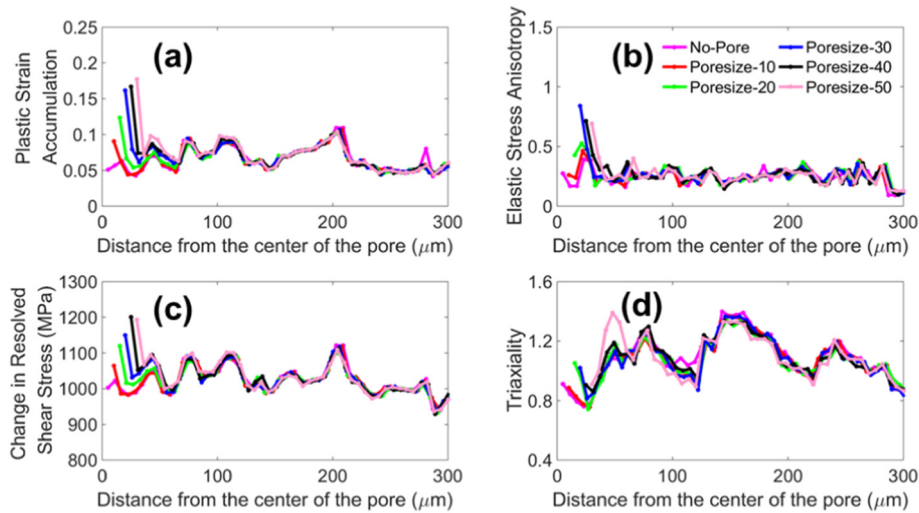 (a)
Plastic Strain
Accumulation
0.25
0.2
0.15
0.1
0.05
0
0 100 200 300
Distance from the center of the pore (μm)
(b)
Elastic Stress Anisotropy
1.5
1
0.5
0
No-Pore Poresize-30
Poresize-10 Poresize-40
Poresize-20 Poresize-50
0 100 200 300
Distance from the center of the pore (μm)
(c)
Change in Resolved
Shear Stress (MPa)
1300
1200
1100
1000
900
800
0 100 200 300
Distance from the center of the pore (μm)
(d)
Triaxiality
1.6
1.2
0.8
0.4
0 100 200 300
Distance from the center of the pore (μm)